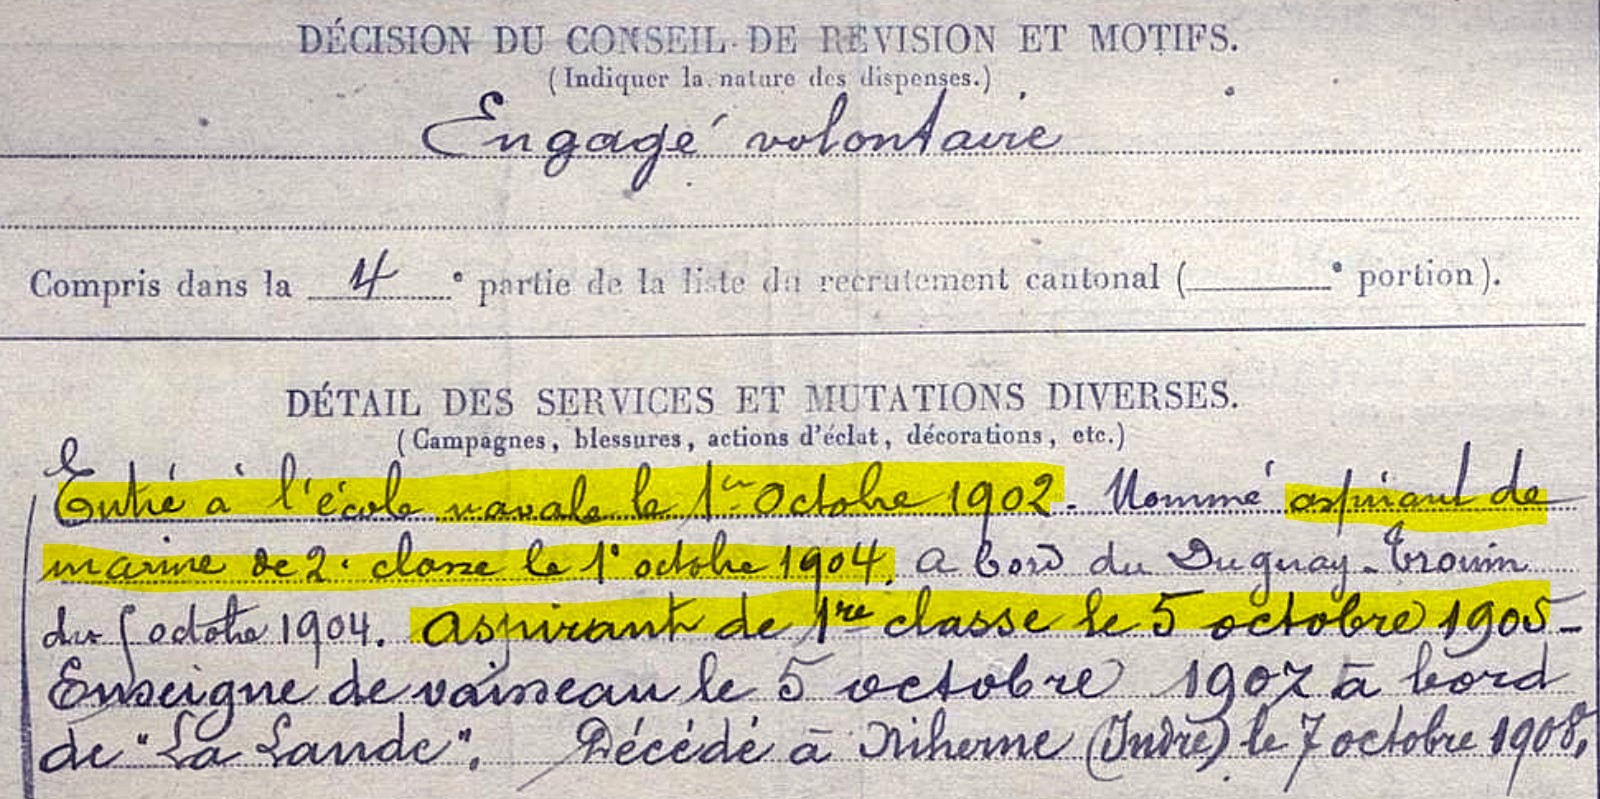 DÉCISION DU CONSEIL DE REVISION ET MOTIFS.
(Indiquer la nature des dispenses.)
Engagé volontaire
Compris dans la 4e partie de la liste du recrutement cantonal (e portion).
DÉTAIL DES SERVICES ET MUTATIONS DIVERSES.
(Campagnes, blessures, actions d'éclat, décorations, etc.)
Entré à l'école navale le 1er Octobre 1902. Nommé aspirant de
marine de 2e classe le 1er octobre 1904. a bord du Duguay-Trouin
du 5 octobre 1904. Aspirant de 1re classe le 5 octobre 1905 -
Enseigne de vaisseau le 5 octobre 1907 à bord
de "La Lande". Décédé à Niherne (Indre) le 7 octobre 1908.